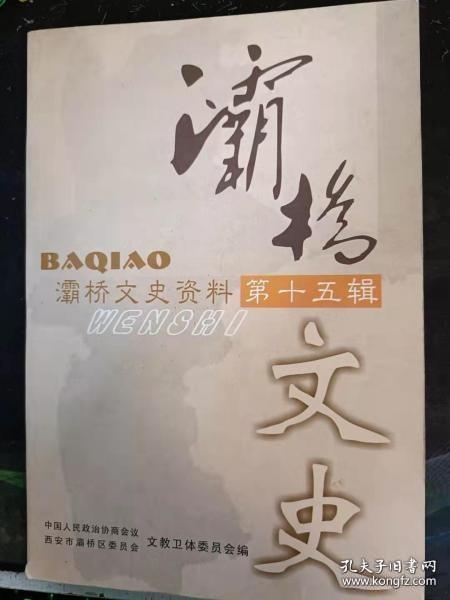 灞橋
BAQIAO
灞桥文史资料 第十五辑
WENSHI
文史
中国人民政治协商会议
西安市灞桥区委员会 文教卫体委员会编
孔夫子旧书网
www.kongfz.com